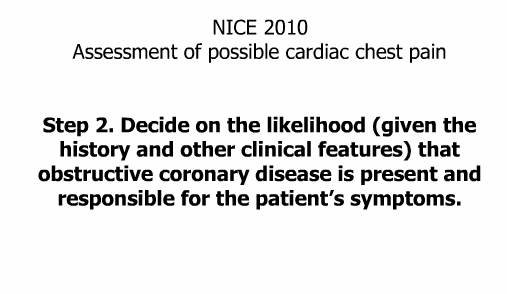 NICE 2010
Assessment of possible cardiac chest pain
Step 2. Decide on the likelihood (given the
history and other clinical features) that
obstructive coronary disease is present and
responsible for the patient’s symptoms.